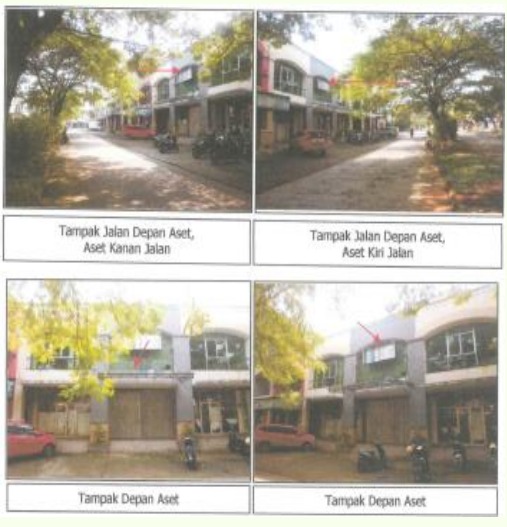 Tampak Jalan Depan Aset,
Aset Kanan Jalan
Tampak Jalan Depan Aset,
Aset Kiri Jalan
Tampak Depan Aset
Tampak Depan Aset